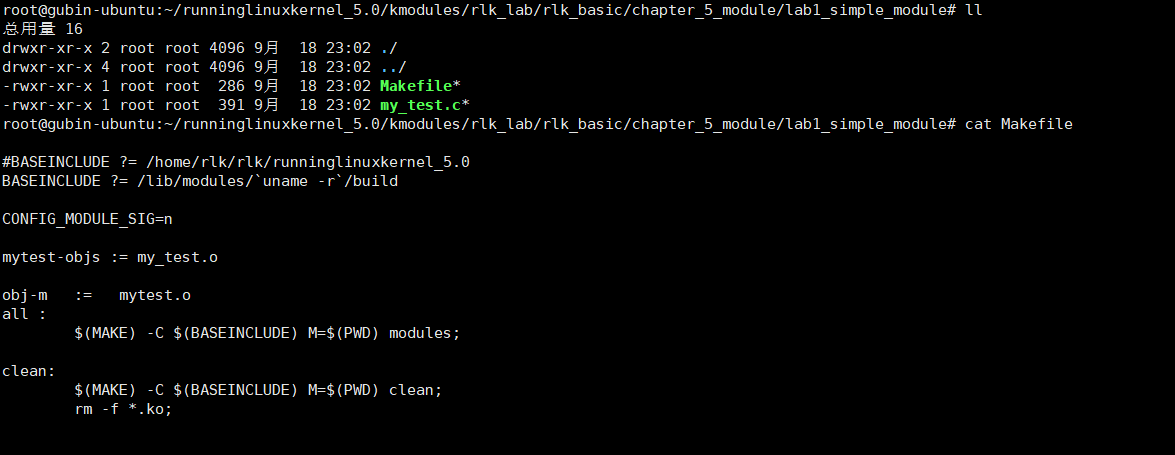 root@gubin-ubuntu:~/runninglinuxkernel_5.0/kmodules/rlk_lab/rlk_basic/chapter_5_module/lab1_simple_module# ll
总用量 16
drwxr-xr-x 2 root root 4096 9月  18 23:02 ./
drwxr-xr-x 4 root root 4096 9月  18 23:02 ../
-rwxr-xr-x 1 root root  286 9月  18 23:02 Makefile*
-rwxr-xr-x 1 root root  391 9月  18 23:02 my_test.c*
root@gubin-ubuntu:~/runninglinuxkernel_5.0/kmodules/rlk_lab/rlk_basic/chapter_5_module/lab1_simple_module# cat Makefile
#BASEINCLUDE ?= /home/rlk/rlk/runninglinuxkernel_5.0
BASEINCLUDE ?= /lib/modules/`uname -r`/build
CONFIG_MODULE_SIG=n
mytest-objs := my_test.o
obj-m   :=   mytest.o
all :
        $(MAKE) -C $(BASEINCLUDE) M=$(PWD) modules;
clean:
        $(MAKE) -C $(BASEINCLUDE) M=$(PWD) clean;
        rm -f *.ko;